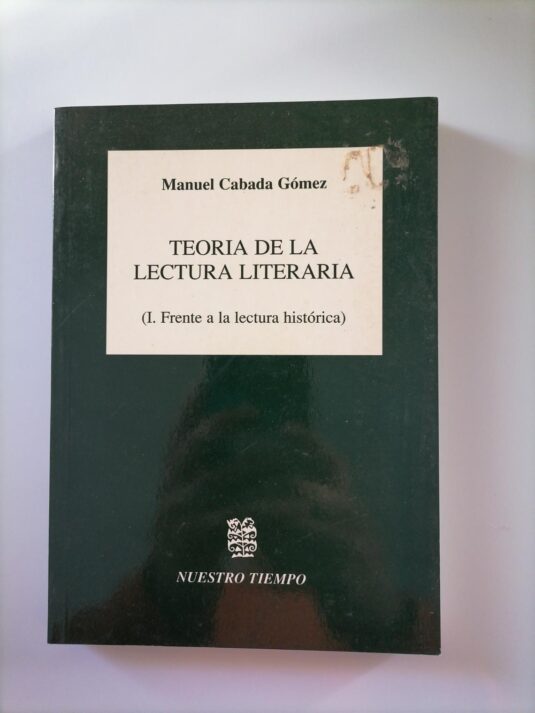 Manuel Cabada Gómez
TEORIA DE LA
LECTURA LITERARIA
(I. Frente a la lectura histórica)
NUESTRO TIEMPO